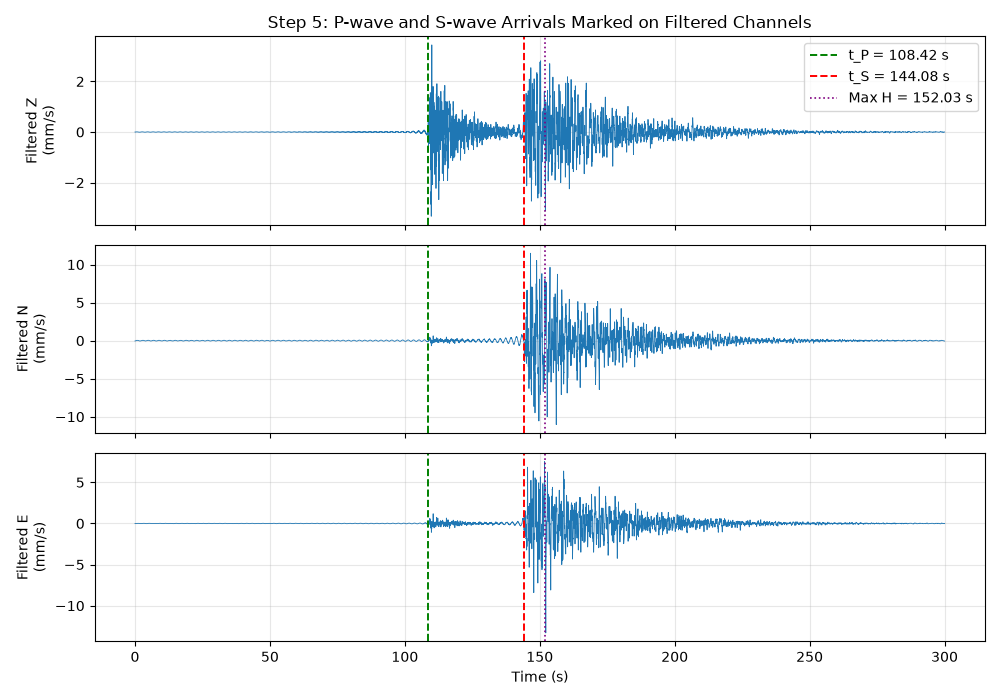 Step 5: P-wave and S-wave Arrivals Marked on Filtered Channels
t_P = 108.42 s
t_S = 144.08 s
Max H = 152.03 s
Filtered Z
(mm/s)
2
0
−2
Filtered N
(mm/s)
10
5
0
−5
−10
Filtered E
(mm/s)
5
0
−5
−10
0 50 100 150 200 250 300
Time (s)